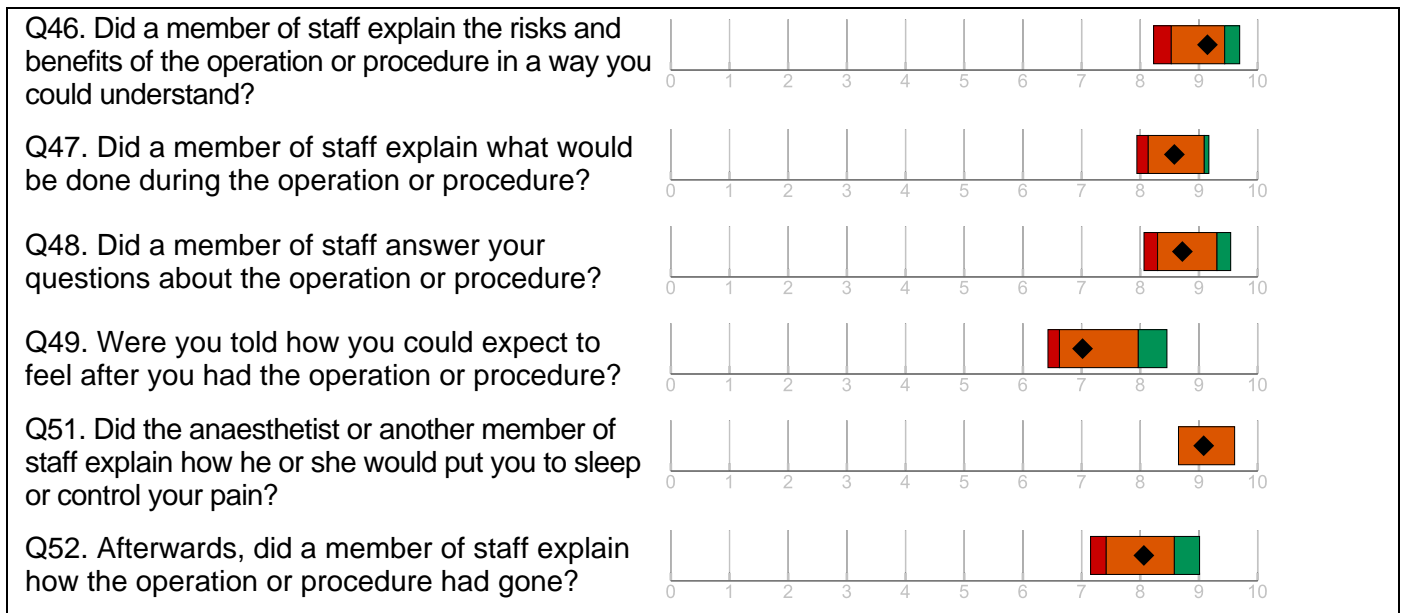 Q46. Did a member of staff explain the risks and
benefits of the operation or procedure in a way you
could understand?
0 1 2 3 4 5 6 7 8 9 10
Q47. Did a member of staff explain what would
be done during the operation or procedure?
0 1 2 3 4 5 6 7 8 9 10
Q48. Did a member of staff answer your
questions about the operation or procedure?
0 1 2 3 4 5 6 7 8 9 10
Q49. Were you told how you could expect to
feel after you had the operation or procedure?
0 1 2 3 4 5 6 7 8 9 10
Q51. Did the anaesthetist or another member of
staff explain how he or she would put you to sleep
or control your pain?
0 1 2 3 4 5 6 7 8 9 10
Q52. Afterwards, did a member of staff explain
how the operation or procedure had gone?
0 1 2 3 4 5 6 7 8 9 10